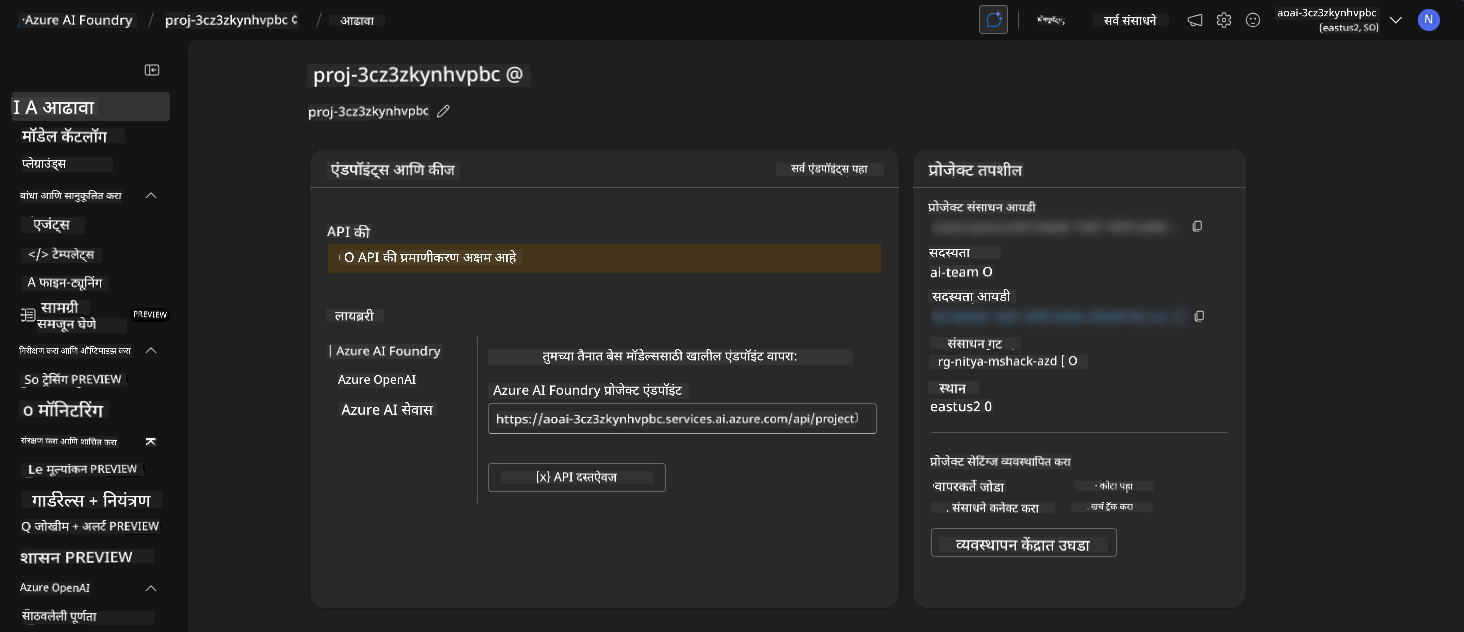 Azure AI Foundry / proj-3cz3zkynhvpbc / आढावा
सर्व संसाधने
aoai-3cz3zkynhvpbc
(eastus2, SO)
N
I A आढावा
मॉडेल कॅटलॉग
प्लेग्राउंड्स
बांधा आणि सानुकूलित करा
एजंट्स
</> टेम्पलेट्स
A फाइन-ट्यूनिंग
सामग्री
समजून घेणे
PREVIEW
निरीक्षण करा आणि ऑप्टिमाइझ करा
So ट्रेसिंग PREVIEW
o मॉनिटरिंग
संरक्षण करा आणि शासित करा
Le मूल्यांकन PREVIEW
गार्डरेल्स + नियंत्रण
Q जोखीम + अलर्ट PREVIEW
शासन PREVIEW
Azure OpenAI
साठवलेली पूर्णता
proj-3cz3zkynhvpbc @
proj-3cz3zkynhvpbc
एंडपॉइंट्स आणि कीज
सर्व एंडपॉइंट्स पहा
API की
O API की प्रमाणीकरण अक्षम आहे
लायब्ररी
| Azure AI Foundry
Azure OpenAI
Azure AI सेवास
तुमच्या तैनात बेस मॉडेल्ससाठी खालील एंडपॉइंट वापरा:
Azure AI Foundry प्रोजेक्ट एंडपॉइंट
https://aoai-3cz3zkynhvpbc.services.ai.azure.com/api/project
{x} API दस्तऐवज
प्रोजेक्ट तपशील
प्रोजेक्ट संसाधन आयडी
सदस्यता
ai-team O
सदस्यता आयडी
संसाधन गट
rg-nitya-mshack-azd [ O
स्थान
eastus2 0
प्रोजेक्ट सेटिंग्ज व्यवस्थापित करा
वापरकर्ते जोडा
· कोटा पहा
. संसाधने कनेक्ट करा
. खर्च ट्रॅक करा
व्यवस्थापन केंद्रात उघडा